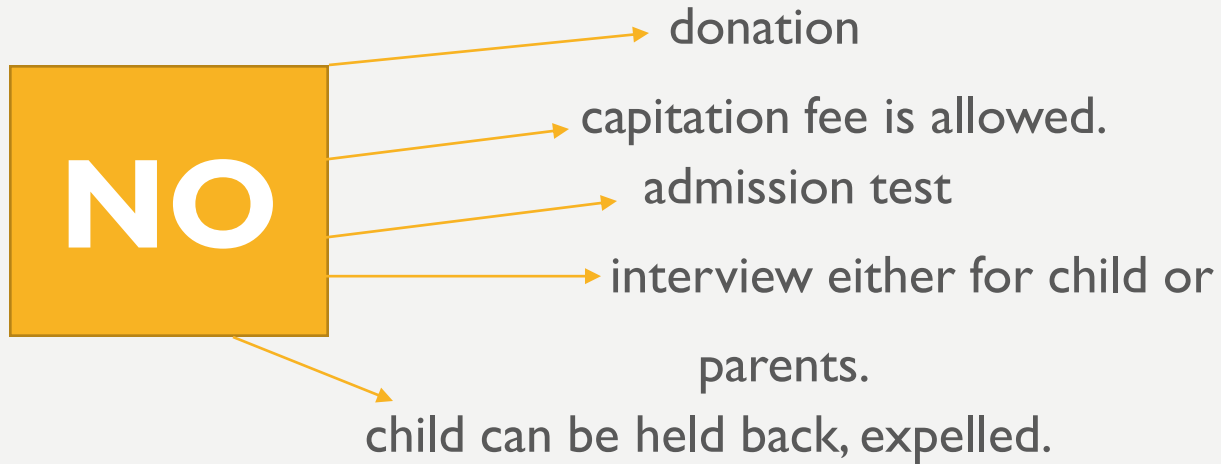 donation
NO
capitation fee is allowed.
admission test
interview either for child or
parents.
child can be held back, expelled.